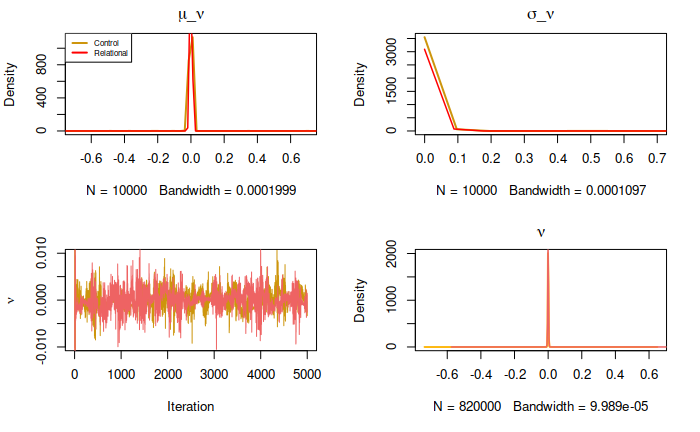 μ_ν
Density
0 400 800
Control
Relational
-0.6 -0.4 -0.2 0.0 0.2 0.4 0.6
N = 10000 Bandwidth = 0.0001999
σ_ν
Density
0 1500 3000
0.0 0.1 0.2 0.3 0.4 0.5 0.6 0.7
N = 10000 Bandwidth = 0.0001097
ν
-0.010 0.000 0.010
0 1000 2000 3000 4000 5000
Iteration
ν
Density
0 1000 2000
-0.6 -0.4 -0.2 0.0 0.2 0.4 0.6
N = 820000 Bandwidth = 9.989e-05